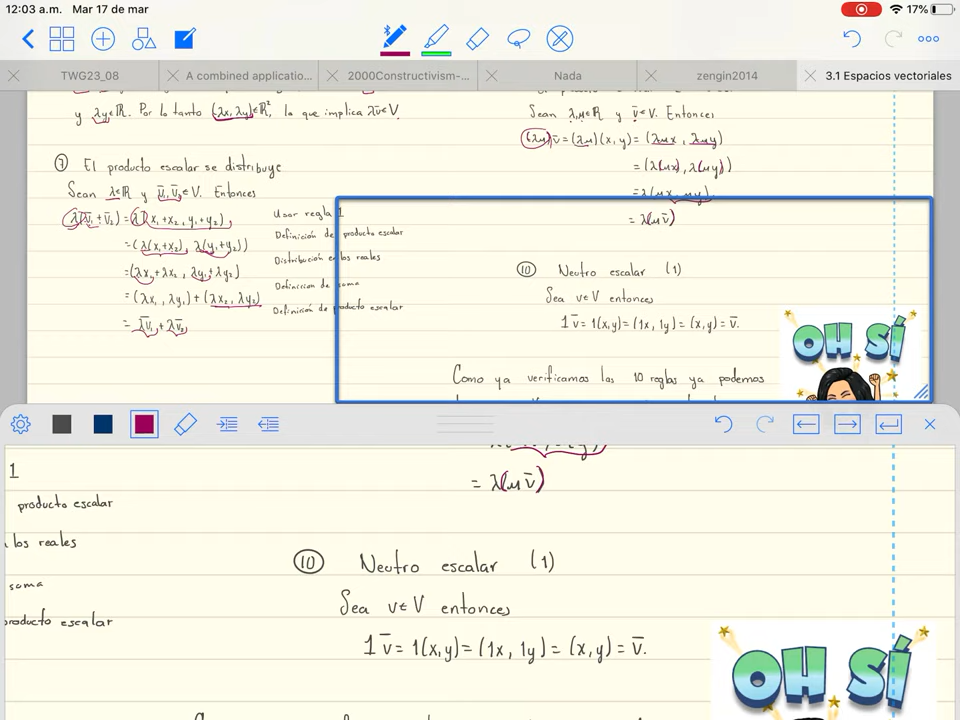 12:03 a.m. Mar 17 de mar
17%
TWG23_08
A combined applicatio...
2000Constructivism-...
Nada
zengin2014
3.1 Espacios vectoriales
y λy∈ℝ. Por lo tanto (λx, λy)∈ℝ², lo que implica λv̄∈V.
⑦ El producto escalar se distribuye
Sean λ∈ℝ y v̄₁, v̄₂∈V. Entonces
λ(v̄₁+v̄₂)=λ(x₁+x₂, y₁+y₂) Usar regla 1
=(λ(x₁+x₂), λ(y₁+y₂)) Definición de producto escalar
=(λx₁+λx₂, λy₁+λy₂) Distribución en los reales
=(λx₁, λy₁)+(λx₂, λy₂) Definición de suma
= λv̄₁+λv̄₂ Definición de producto escalar
Sean λ,μ∈ℝ y v̄∈V. Entonces
(λμ)v̄=(λμ)(x,y)=(λμx, λμy)
=(λ(μx), λ(μy))
=λ(μx, μy)
= λ(μv̄)
⑩ Neutro escalar (1)
Sea v∈V entonces
1v̄=1(x,y)=(1x, 1y)=(x,y)=v̄.
Como ya verificamos las 10 reglas ya podemos
OH SÍ
1
producto escalar
los reales
suma
producto escalar
= λ(μv̄)
⑩ Neutro escalar (1)
Sea v∈V entonces
1v̄=1(x,y)=(1x, 1y)=(x,y)=v̄.
OH SÍ